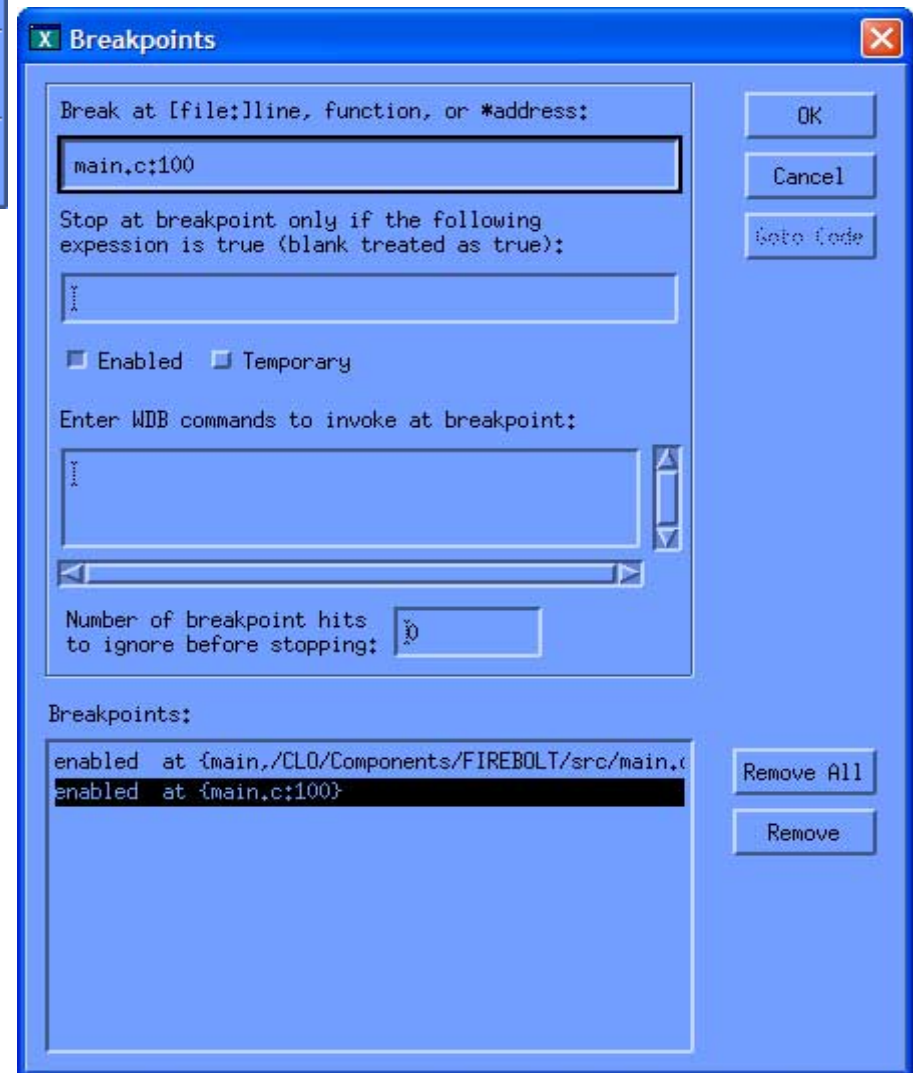 X Breakpoints
Break at [file:]line, function, or *address:
main.c:100
OK
Cancel
Goto Code
Stop at breakpoint only if the following
expession is true (blank treated as true):
Enabled Temporary
Enter WDB commands to invoke at breakpoint:
Number of breakpoint hits
to ignore before stopping:
0
Breakpoints:
enabled at {main,/CLO/Components/FIREBOLT/src/main.c
enabled at {main.c:100}
Remove All
Remove